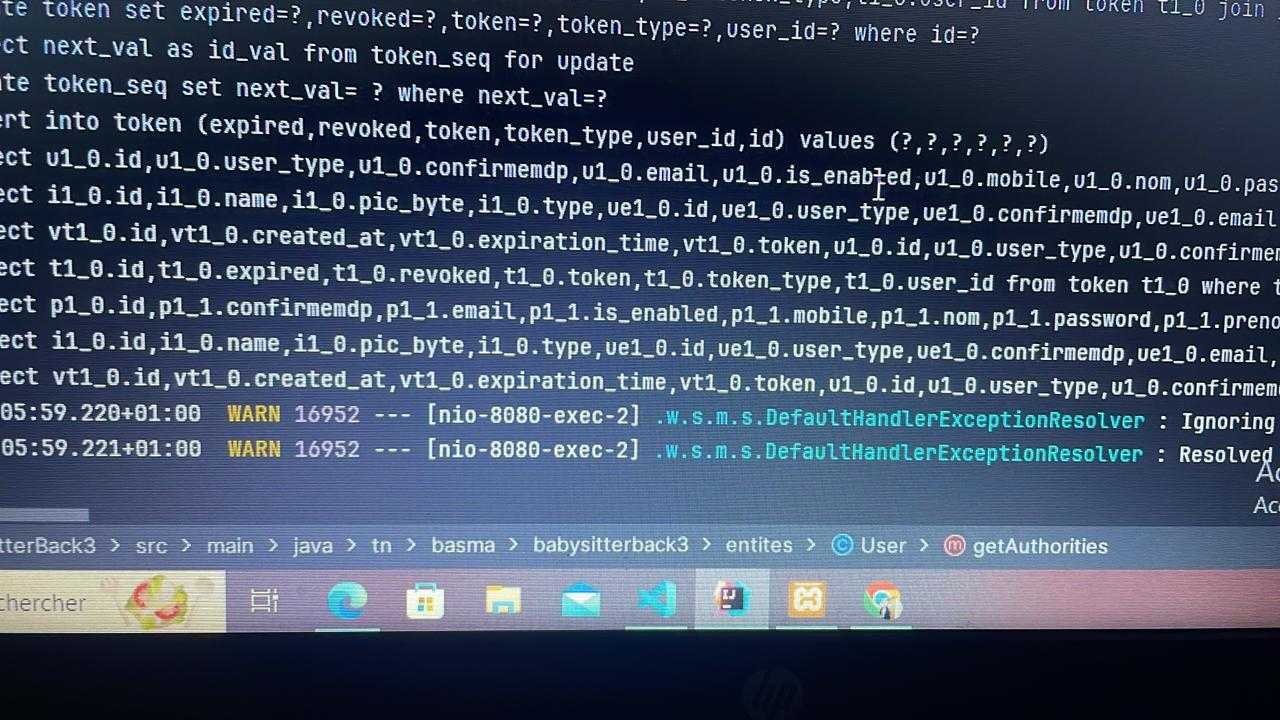 te token set expired=?,revoked=?,token=?,token_type=?,user_id=? where id=?
ct next_val as id_val from token_seq for update
te token_seq set next_val= ? where next_val=?
rt into token (expired,revoked,token,token_type,user_id,id) values (?,?,?,?,?,?)
ect u1_0.id,u1_0.user_type,u1_0.confirmemdp,u1_0.email,u1_0.is_enabled,u1_0.mobile,u1_0.nom,u1_0.pas
ect i1_0.id,i1_0.name,i1_0.pic_byte,i1_0.type,ue1_0.id,ue1_0.user_type,ue1_0.confirmemdp,ue1_0.email
ect vt1_0.id,vt1_0.created_at,vt1_0.expiration_time,vt1_0.token,u1_0.id,u1_0.user_type,u1_0.confirmem
ect t1_0.id,t1_0.expired,t1_0.revoked,t1_0.token,t1_0.token_type,t1_0.user_id from token t1_0 where t
ect p1_0.id,p1_1.confirmemdp,p1_1.email,p1_1.is_enabled,p1_1.mobile,p1_1.nom,p1_1.password,p1_1.preno
ect i1_0.id,i1_0.name,i1_0.pic_byte,i1_0.type,ue1_0.id,ue1_0.user_type,ue1_0.confirmemdp,ue1_0.email,
ect vt1_0.id,vt1_0.created_at,vt1_0.expiration_time,vt1_0.token,u1_0.id,u1_0.user_type,u1_0.confirmem
05:59.220+01:00 WARN 16952 --- [nio-8080-exec-2] .w.s.m.s.DefaultHandlerExceptionResolver : Ignoring
05:59.221+01:00 WARN 16952 --- [nio-8080-exec-2] .w.s.m.s.DefaultHandlerExceptionResolver : Resolved
Ac
Acc
tterBack3 > src > main > java > tn > basma > babysitterback3 > entites > User > getAuthorities
chercher
hp